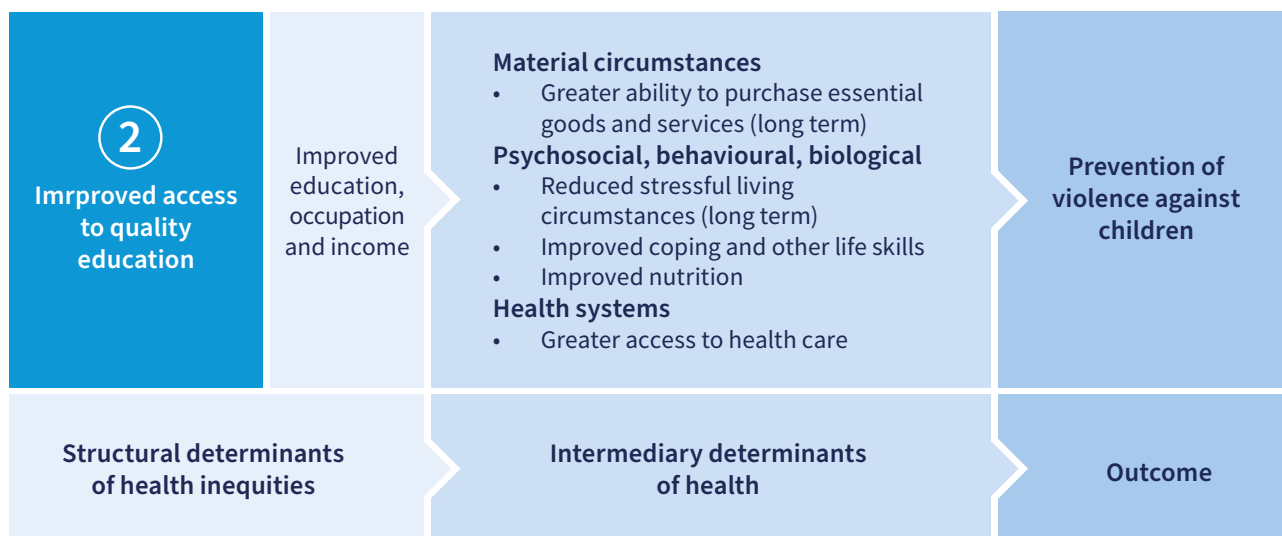 2
Imrproved access
to quality
education
Improved
education,
occupation
and income
Material circumstances
• Greater ability to purchase essential
goods and services (long term)
Psychosocial, behavioural, biological
• Reduced stressful living
circumstances (long term)
• Improved coping and other life skills
• Improved nutrition
Health systems
• Greater access to health care
Prevention of
violence against
children
Structural determinants
of health inequities
Intermediary determinants
of health
Outcome